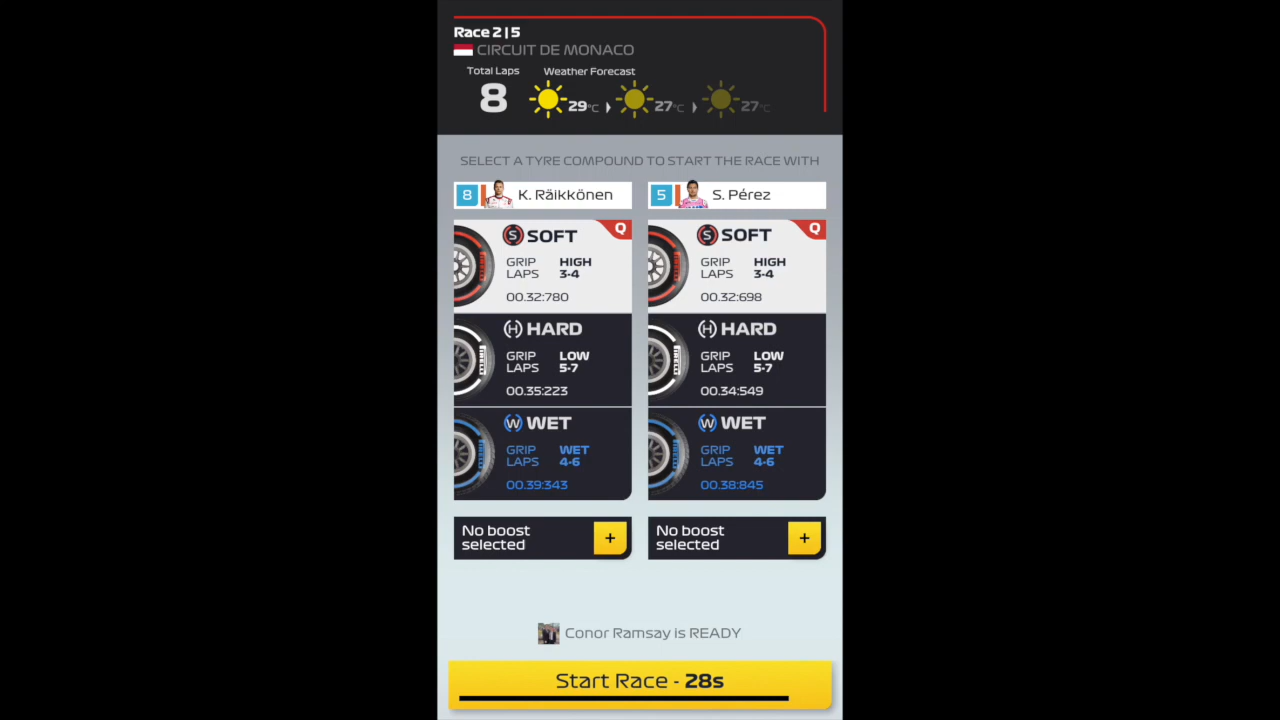 Race 2 | 5
CIRCUIT DE MONACO
Total Laps
Weather Forecast
8
29°C
27°C
27°C
SELECT A TYRE COMPOUND TO START THE RACE WITH
8
K. Räikkönen
5
S. Pérez
S SOFT
Q
GRIP HIGH
LAPS 3-4
00.32:780
H HARD
GRIP LOW
LAPS 5-7
00.35:223
W WET
GRIP WET
LAPS 4-6
00.39:343
S SOFT
Q
GRIP HIGH
LAPS 3-4
00.32:698
H HARD
GRIP LOW
LAPS 5-7
00.34:549
W WET
GRIP WET
LAPS 4-6
00.38:845
No boost
selected
+
No boost
selected
+
Conor Ramsay is READY
Start Race - 28s